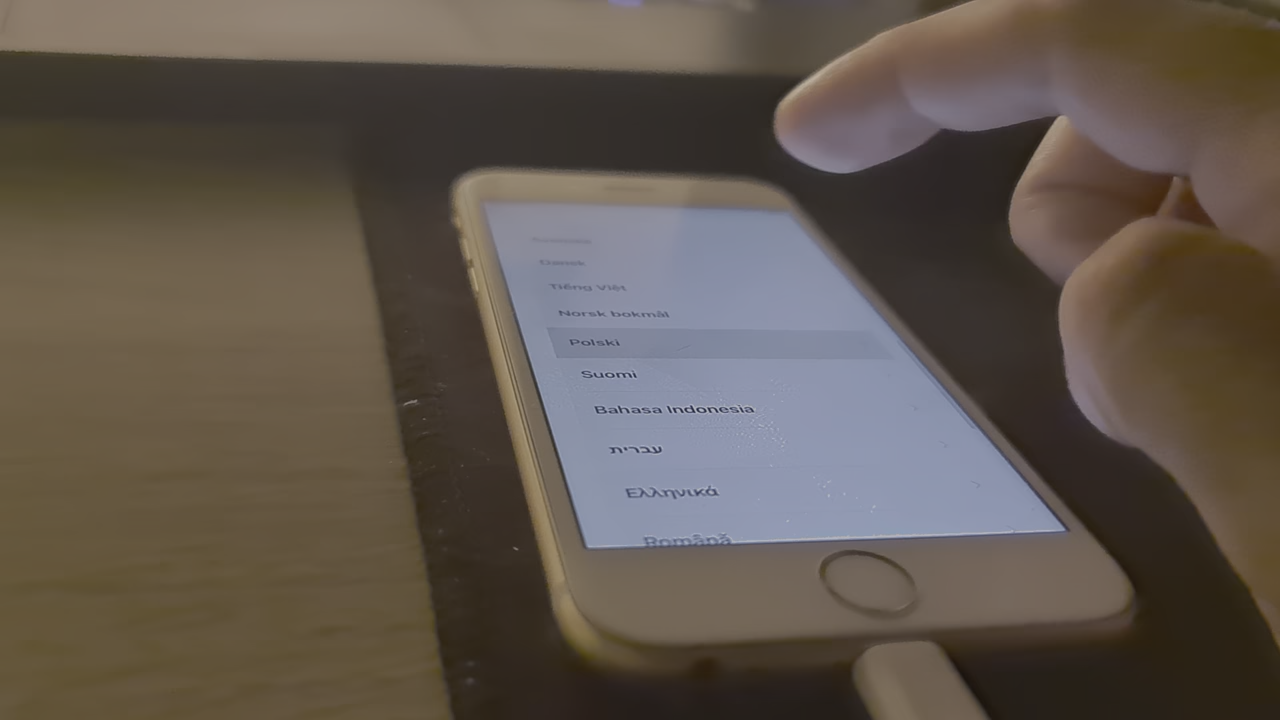 Dansk
Tiếng Việt
Norsk bokmål
Polski
Suomi
Bahasa Indonesia
עברית
Ελληνικά
Română